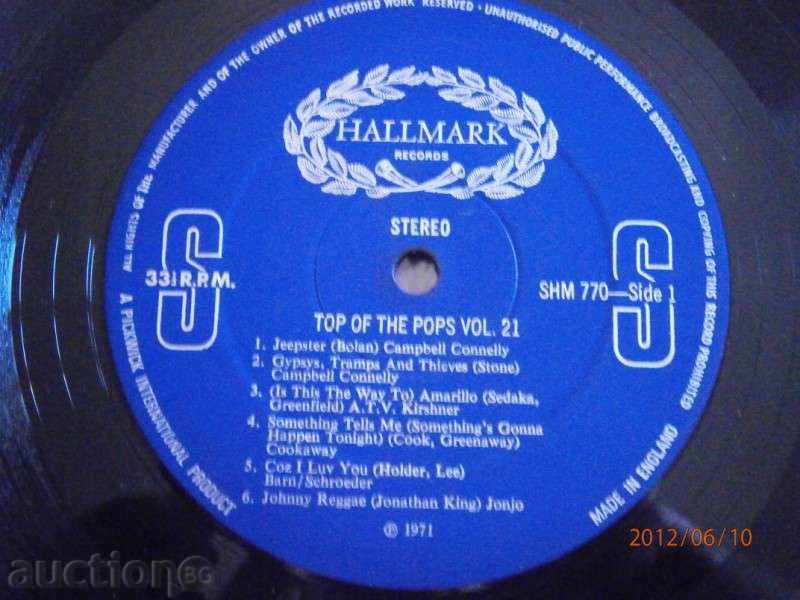 ALL RIGHTS OF THE MANUFACTURER AND OF THE OWNER OF THE RECORDED WORK RESERVED • UNAUTHORISED PUBLIC PERFORMANCE BROADCASTING AND COPYING OF THIS RECORD PROHIBITED
HALLMARK
RECORDS
STEREO
S S
33⅓ R.P.M.
SHM 770—Side 1
TOP OF THE POPS VOL. 21
1. Jeepster (Bolan) Campbell Connelly
2. Gypsys, Tramps And Thieves (Stone)
Campbell Connelly
3. (Is This The Way To) Amarillo (Sedaka,
Greenfield) A.T.V. Kirshner
4. Something Tells Me (Something's Gonna
Happen Tonight) (Cook, Greenaway)
Cookaway
5. Coz I Luv You (Holder, Lee)
Barn/Schroeder
6. Johnny Reggae (Jonathan King) Jonjo
℗ 1971
A PICKWICK INTERNATIONAL PRODUCT
MADE IN ENGLAND
2012/06/10
auction BG